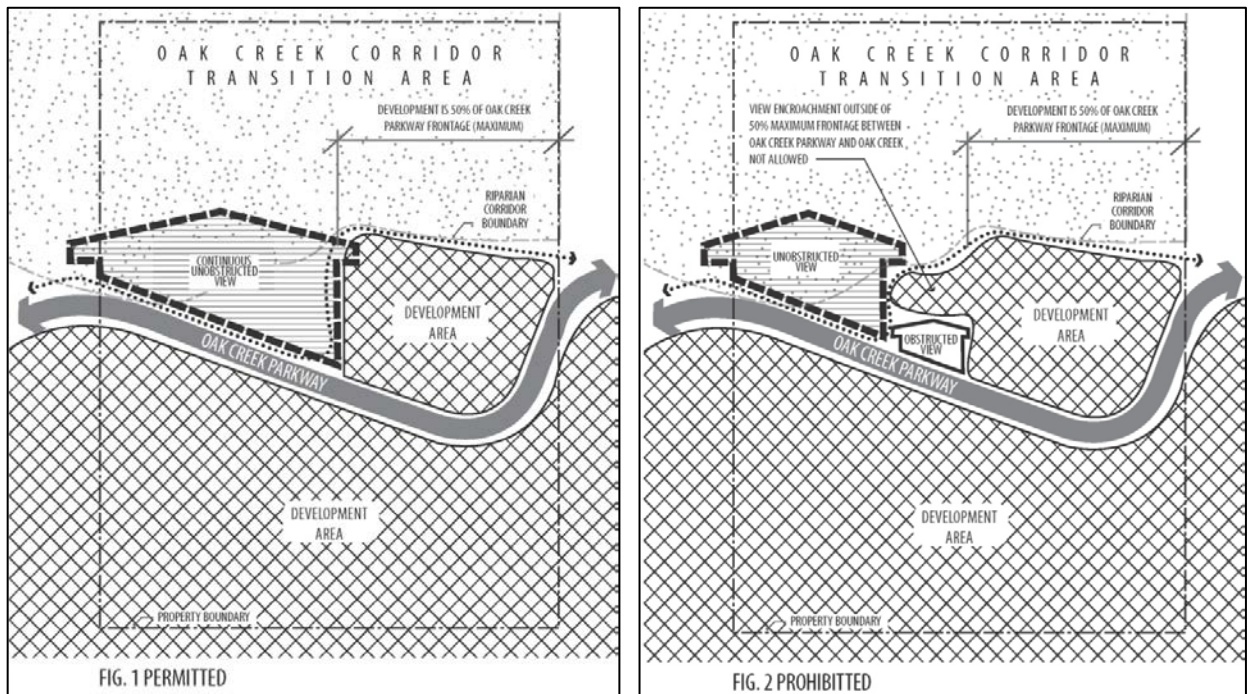 OAK CREEK CORRIDOR
TRANSITION AREA
DEVELOPMENT IS 50% OF OAK CREEK
PARKWAY FRONTAGE (MAXIMUM)
RIPARIAN
CORRIDOR
BOUNDARY
CONTINUOUS
UNOBSTRUCTED
VIEW
DEVELOPMENT
AREA
OAK CREEK PARKWAY
DEVELOPMENT
AREA
PROPERTY BOUNDARY
FIG. 1 PERMITTED
OAK CREEK CORRIDOR
TRANSITION AREA
VIEW ENCROACHMENT OUTSIDE OF
50% MAXIMUM FRONTAGE BETWEEN
OAK CREEK PARKWAY AND OAK CREEK
NOT ALLOWED
DEVELOPMENT IS 50% OF OAK CREEK
PARKWAY FRONTAGE (MAXIMUM)
RIPARIAN
CORRIDOR
BOUNDARY
UNOBSTRUCTED
VIEW
DEVELOPMENT
AREA
OBSTRUCTED
VIEW
OAK CREEK PARKWAY
DEVELOPMENT
AREA
PROPERTY BOUNDARY
FIG. 2 PROHIBITTED